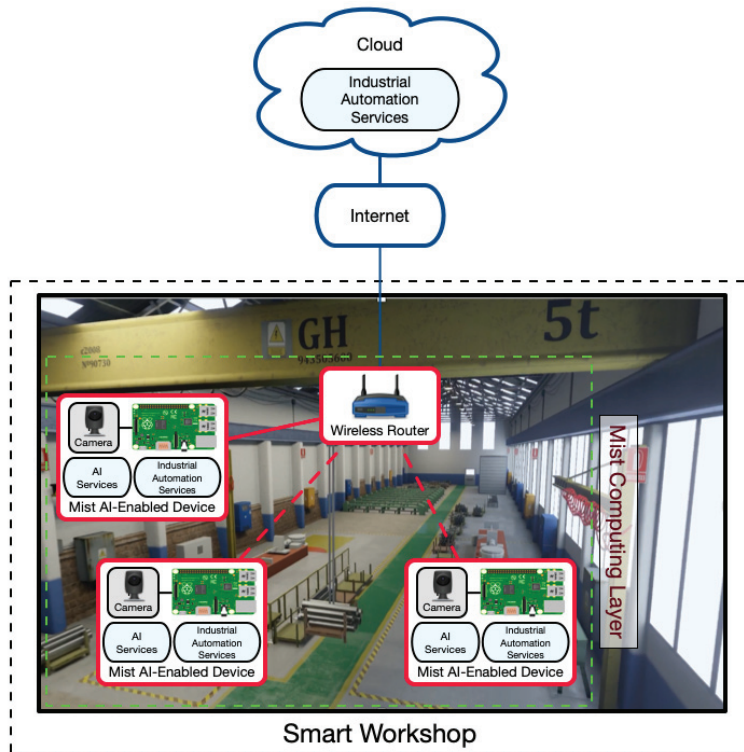 Cloud
Industrial
Automation
Services
Internet
GH
5t
Wireless Router
Camera
AI
Services
Industrial
Automation
Services
Mist AI-Enabled Device
Mist Computing Layer
Camera
AI
Services
Industrial
Automation
Services
Mist AI-Enabled Device
Camera
AI
Services
Industrial
Automation
Services
Mist AI-Enabled Device
Smart Workshop